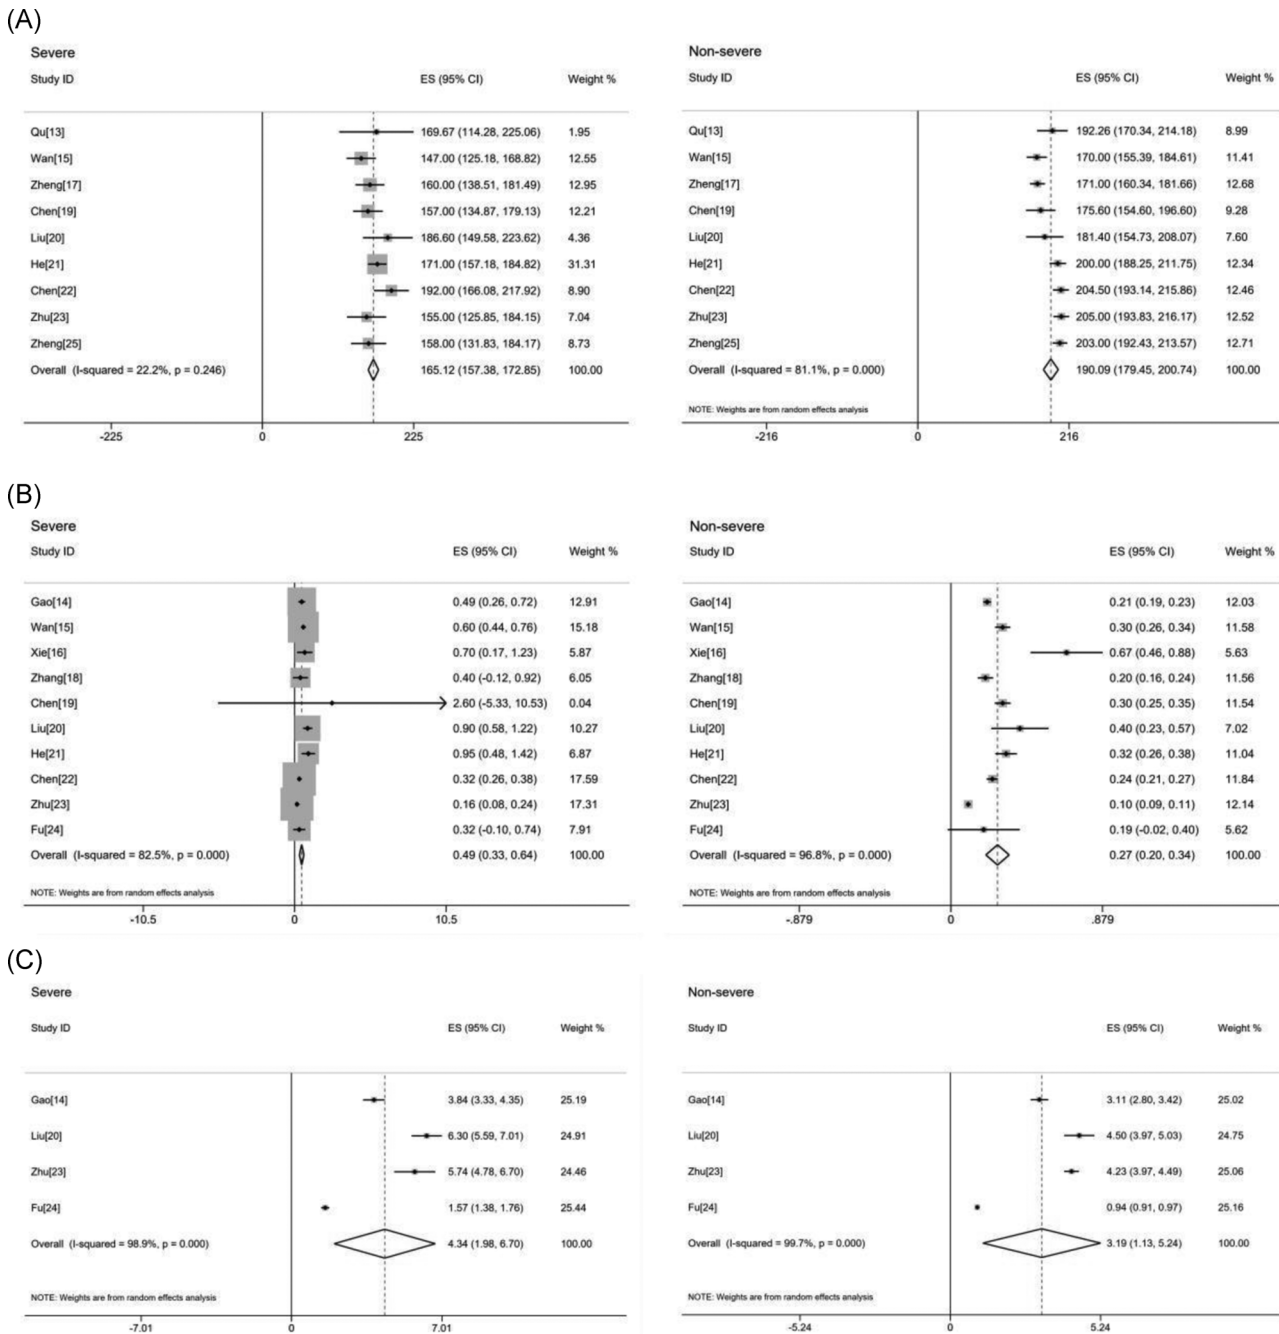 (A)
Severe
Study ID ES (95% CI) Weight %
Qu[13] 169.67 (114.28, 225.06) 1.95
Wan[15] 147.00 (125.18, 168.82) 12.55
Zheng[17] 160.00 (138.51, 181.49) 12.95
Chen[19] 157.00 (134.87, 179.13) 12.21
Liu[20] 186.60 (149.58, 223.62) 4.36
He[21] 171.00 (157.18, 184.82) 31.31
Chen[22] 192.00 (166.08, 217.92) 8.90
Zhu[23] 155.00 (125.85, 184.15) 7.04
Zheng[25] 158.00 (131.83, 184.17) 8.73
Overall (I-squared = 22.2%, p = 0.246) 165.12 (157.38, 172.85) 100.00
-225 0 225
Non-severe
Study ID ES (95% CI) Weight %
Qu[13] 192.26 (170.34, 214.18) 8.99
Wan[15] 170.00 (155.39, 184.61) 11.41
Zheng[17] 171.00 (160.34, 181.66) 12.68
Chen[19] 175.60 (154.60, 196.60) 9.28
Liu[20] 181.40 (154.73, 208.07) 7.60
He[21] 200.00 (188.25, 211.75) 12.34
Chen[22] 204.50 (193.14, 215.86) 12.46
Zhu[23] 205.00 (193.83, 216.17) 12.52
Zheng[25] 203.00 (192.43, 213.57) 12.71
Overall (I-squared = 81.1%, p = 0.000) 190.09 (179.45, 200.74) 100.00
NOTE: Weights are from random effects analysis
-216 0 216
(B)
Severe
Study ID ES (95% CI) Weight %
Gao[14] 0.49 (0.26, 0.72) 12.91
Wan[15] 0.60 (0.44, 0.76) 15.18
Xie[16] 0.70 (0.17, 1.23) 5.87
Zhang[18] 0.40 (-0.12, 0.92) 6.05
Chen[19] 2.60 (-5.33, 10.53) 0.04
Liu[20] 0.90 (0.58, 1.22) 10.27
He[21] 0.95 (0.48, 1.42) 6.87
Chen[22] 0.32 (0.26, 0.38) 17.59
Zhu[23] 0.16 (0.08, 0.24) 17.31
Fu[24] 0.32 (-0.10, 0.74) 7.91
Overall (I-squared = 82.5%, p = 0.000) 0.49 (0.33, 0.64) 100.00
NOTE: Weights are from random effects analysis
-10.5 0 10.5
Non-severe
Study ID ES (95% CI) Weight %
Gao[14] 0.21 (0.19, 0.23) 12.03
Wan[15] 0.30 (0.26, 0.34) 11.58
Xie[16] 0.67 (0.46, 0.88) 5.63
Zhang[18] 0.20 (0.16, 0.24) 11.56
Chen[19] 0.30 (0.25, 0.35) 11.54
Liu[20] 0.40 (0.23, 0.57) 7.02
He[21] 0.32 (0.26, 0.38) 11.04
Chen[22] 0.24 (0.21, 0.27) 11.84
Zhu[23] 0.10 (0.09, 0.11) 12.14
Fu[24] 0.19 (-0.02, 0.40) 5.62
Overall (I-squared = 96.8%, p = 0.000) 0.27 (0.20, 0.34) 100.00
NOTE: Weights are from random effects analysis
-.879 0 .879
(C)
Severe
Study ID ES (95% CI) Weight %
Gao[14] 3.84 (3.33, 4.35) 25.19
Liu[20] 6.30 (5.59, 7.01) 24.91
Zhu[23] 5.74 (4.78, 6.70) 24.46
Fu[24] 1.57 (1.38, 1.76) 25.44
Overall (I-squared = 98.9%, p = 0.000) 4.34 (1.98, 6.70) 100.00
NOTE: Weights are from random effects analysis
-7.01 0 7.01
Non-severe
Study ID ES (95% CI) Weight %
Gao[14] 3.11 (2.80, 3.42) 25.02
Liu[20] 4.50 (3.97, 5.03) 24.75
Zhu[23] 4.23 (3.97, 4.49) 25.06
Fu[24] 0.94 (0.91, 0.97) 25.16
Overall (I-squared = 99.7%, p = 0.000) 3.19 (1.13, 5.24) 100.00
NOTE: Weights are from random effects analysis
-5.24 0 5.24